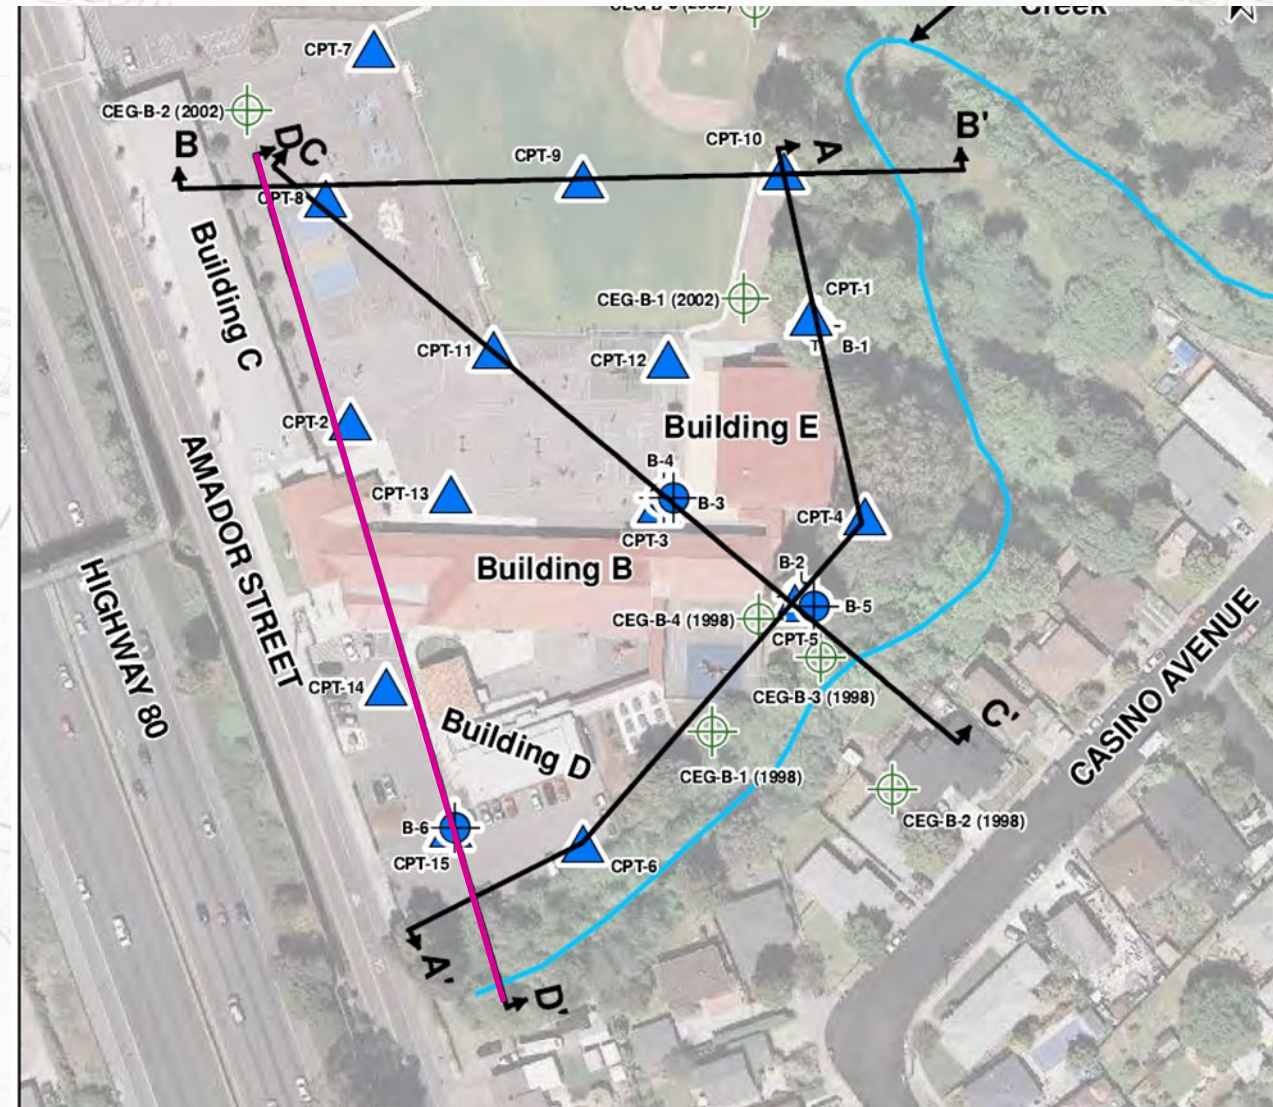 CEG-B-3 (2002)
Creek
CPT-7
CEG-B-2 (2002)
B
D
C
CPT-10
A
B'
CPT-9
CPT-8
Building C
CEG-B-1 (2002)
CPT-1
B-1
CPT-11
CPT-12
CPT-2
Building E
B-4
CPT-13
B-3
CPT-4
CPT-3
AMADOR STREET
Building B
B-2
B-5
CEG-B-4 (1998)
CPT-5
HIGHWAY 80
CPT-14
CEG-B-3 (1998)
C'
CASINO AVENUE
Building D
CEG-B-1 (1998)
CEG-B-2 (1998)
B-6
CPT-15
CPT-6
A'
D'